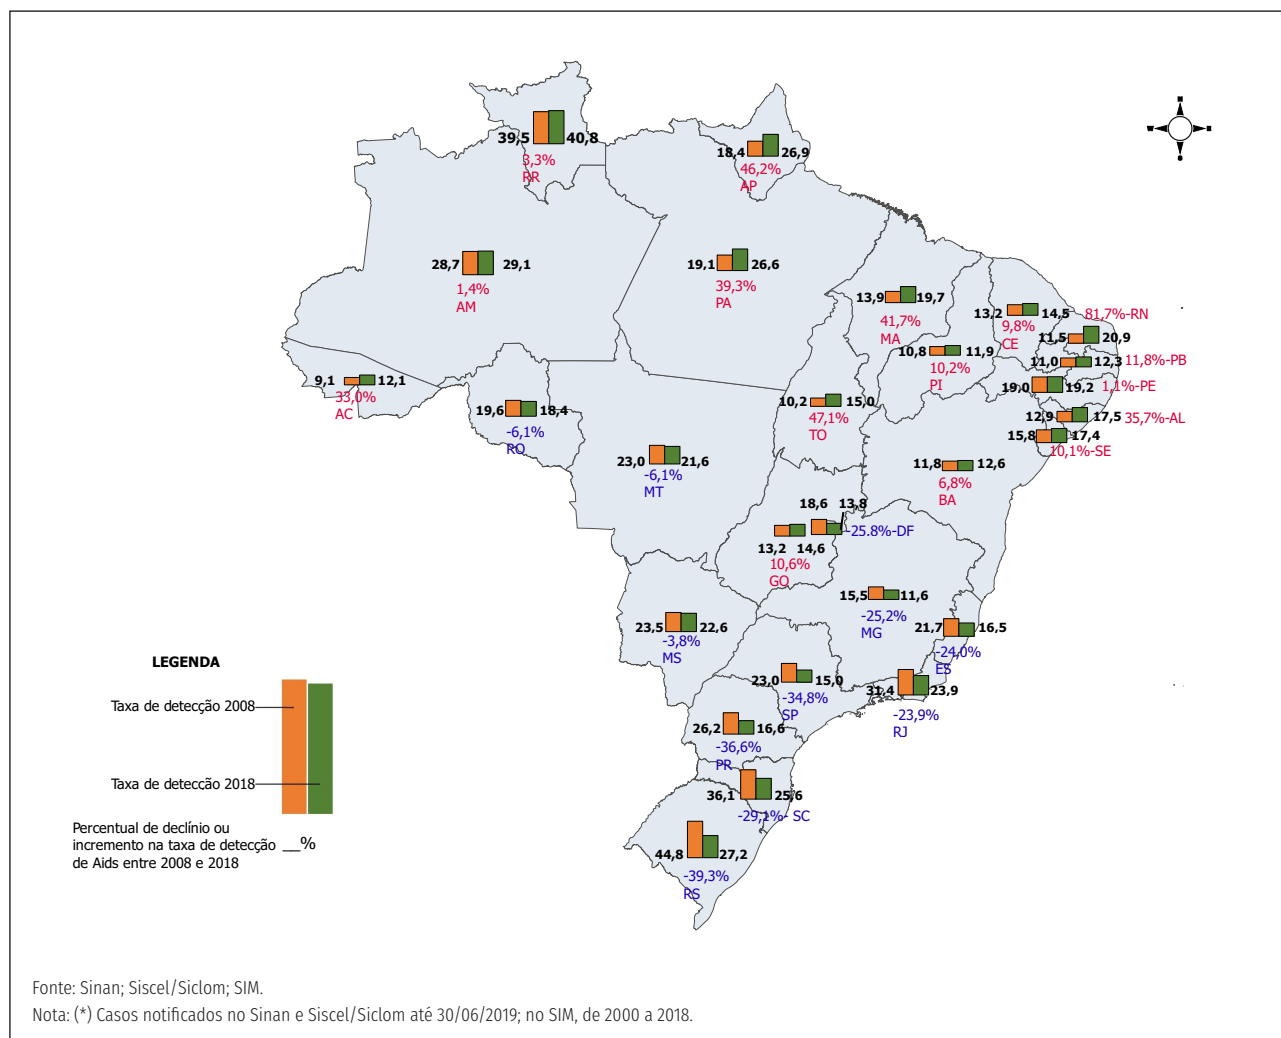 39,5 40,8
3,3%
RR
18,4 26,9
46,2%
AP
28,7 29,1
1,4%
AM
19,1 26,6
39,3%
PA
13,9 19,7
41,7%
MA
13,2 14,5
9,8%
CE
81,7%-RN
11,5 20,9
10,8 11,9
10,2%
PI
11,0 12,3 11,8%-PB
19,0 19,2 1,1%-PE
9,1 12,1
33,0%
AC
19,6 18,4
-6,1%
RO
10,2 15,0
47,1%
TO
12,9 17,5 35,7%-AL
15,8 17,4
10,1%-SE
23,0 21,6
-6,1%
MT
11,8 12,6
6,8%
BA
18,6 13,8
-25.8%-DF
13,2 14,6
10,6%
GO
15,5 11,6
-25,2%
MG
23,5 22,6
-3,8%
MS
21,7 16,5
-24,0%
ES
23,0 15,0
-34,8%
SP
31,4 23,9
-23,9%
RJ
26,2 16,6
-36,6%
PR
36,1 25,6
-29,1%- SC
44,8 27,2
-39,3%
RS
LEGENDA
Taxa de detecção 2008
Taxa de detecção 2018
Percentual de declínio ou
incremento na taxa de detecção __%
de Aids entre 2008 e 2018
Fonte: Sinan; Siscel/Siclom; SIM.
Nota: (*) Casos notificados no Sinan e Siscel/Siclom até 30/06/2019; no SIM, de 2000 a 2018.